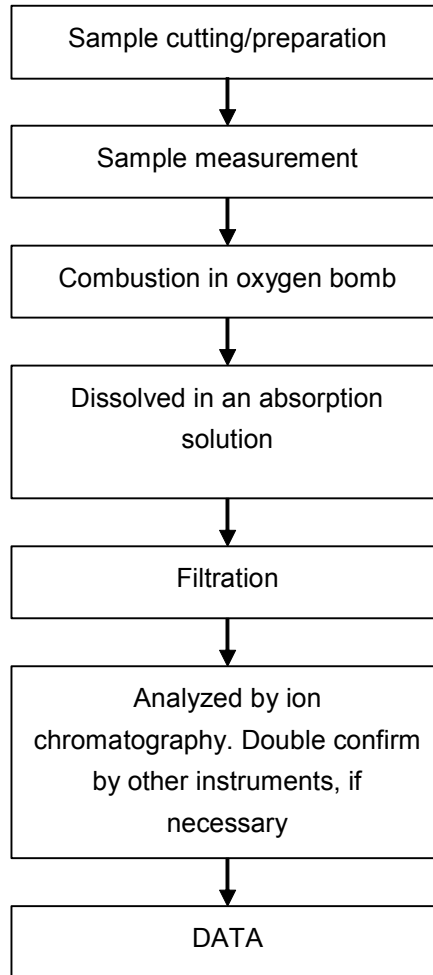 Sample cutting/preparation
Sample measurement
Combustion in oxygen bomb
Dissolved in an absorption
solution
Filtration
Analyzed by ion
chromatography. Double confirm
by other instruments, if
necessary
DATA